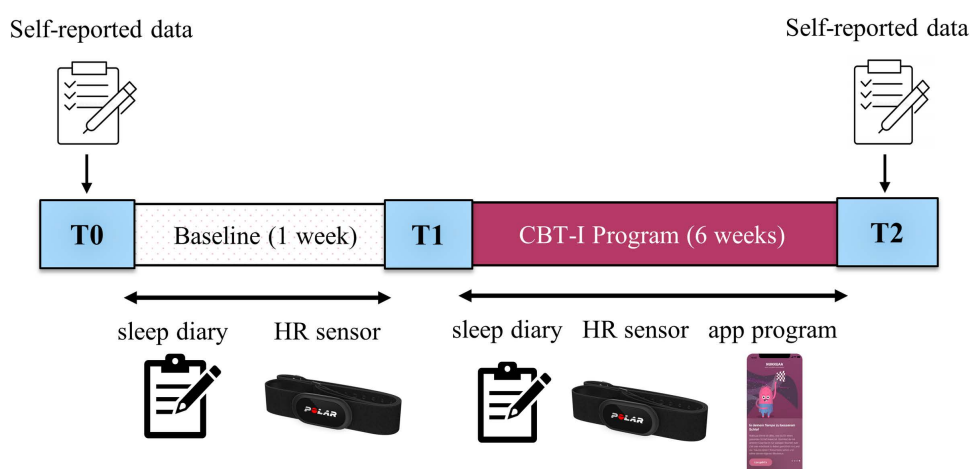 Self-reported data
Self-reported data
T0
Baseline (1 week)
T1
CBT-I Program (6 weeks)
T2
sleep diary
HR sensor
sleep diary
HR sensor
app program
POLAR
POLAR